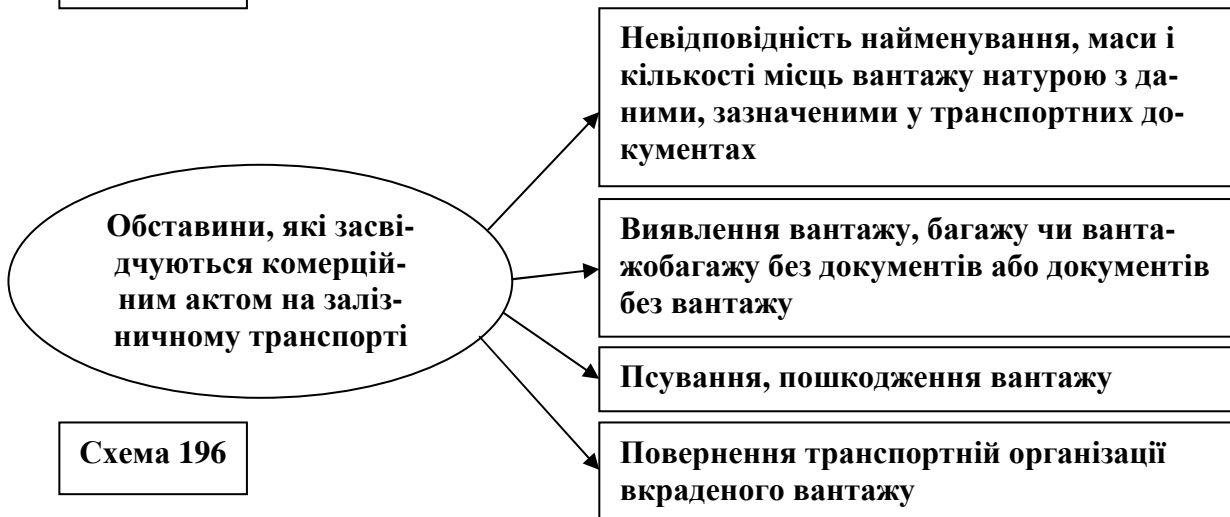 Невідповідність найменування, маси і
кількості місць вантажу натурою з да-
ними, зазначеними у транспортних до-
кументах
Обставини, які засві-
дчуються комерцій-
ним актом на заліз-
ничному транспорті
Виявлення вантажу, багажу чи ванта-
жобагажу без документів або документів
без вантажу
Псування, пошкодження вантажу
Повернення транспортній організації
вкраденого вантажу
Схема 196